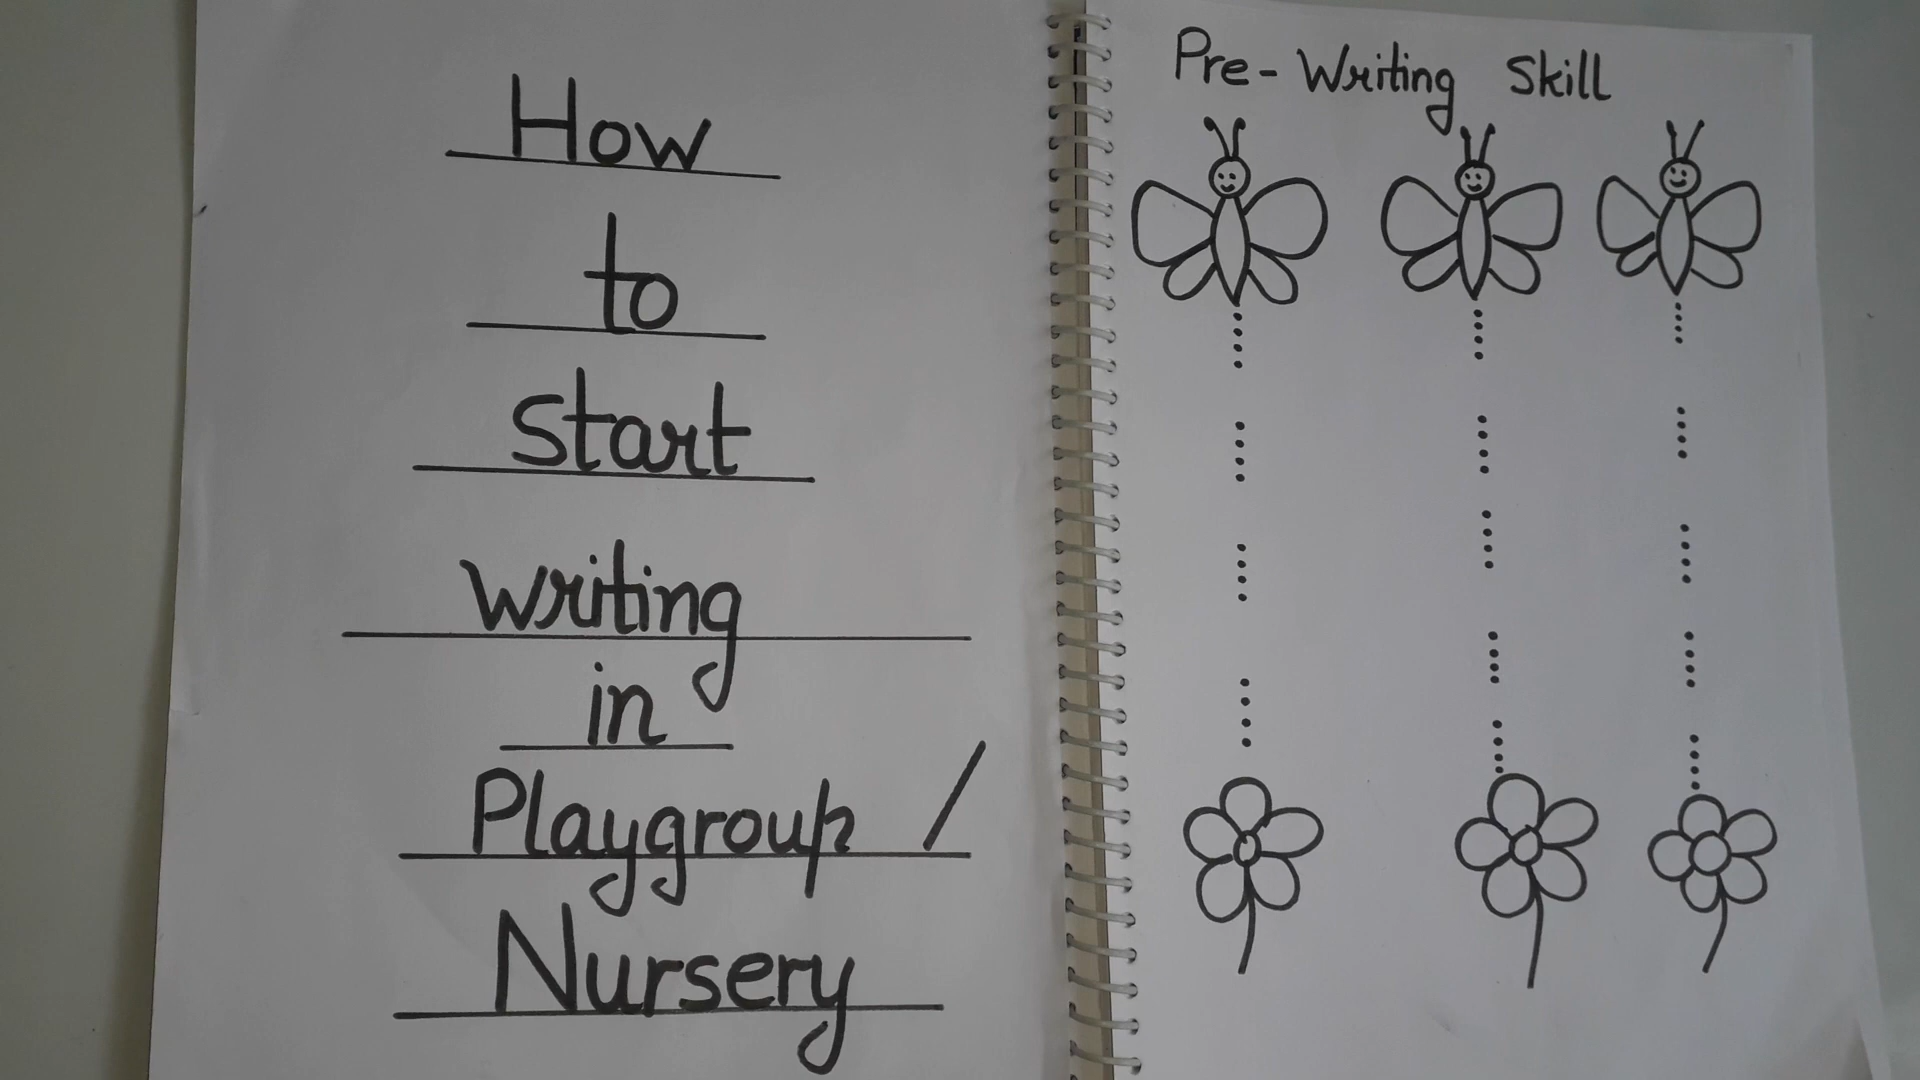 How
to
Start
Writing
in
Playgroup /
Nursery
Pre-Writing Skill